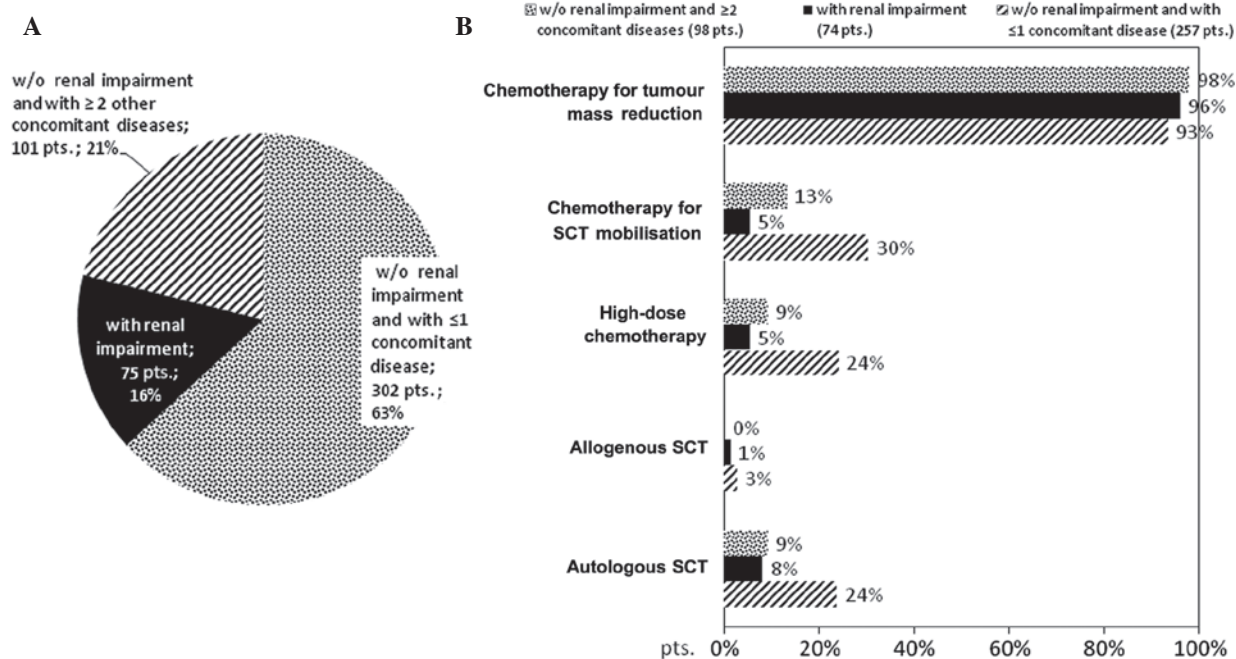 A
w/o renal impairment
and with ≥ 2 other
concomitant diseases;
101 pts.; 21%
with renal
impairment;
75 pts.;
16%
w/o renal
impairment
and with ≤1
concomitant
disease;
302 pts.;
63%
B
w/o renal impairment and ≥2
concomitant diseases (98 pts.)
with renal impairment
(74 pts.)
w/o renal impairment and with
≤1 concomitant disease (257 pts.)
Chemotherapy for tumour
mass reduction
98%
96%
93%
Chemotherapy for
SCT mobilisation
13%
5%
30%
High-dose
chemotherapy
9%
5%
24%
Allogenous SCT
0%
1%
3%
Autologous SCT
9%
8%
24%
pts. 0% 20% 40% 60% 80% 100%